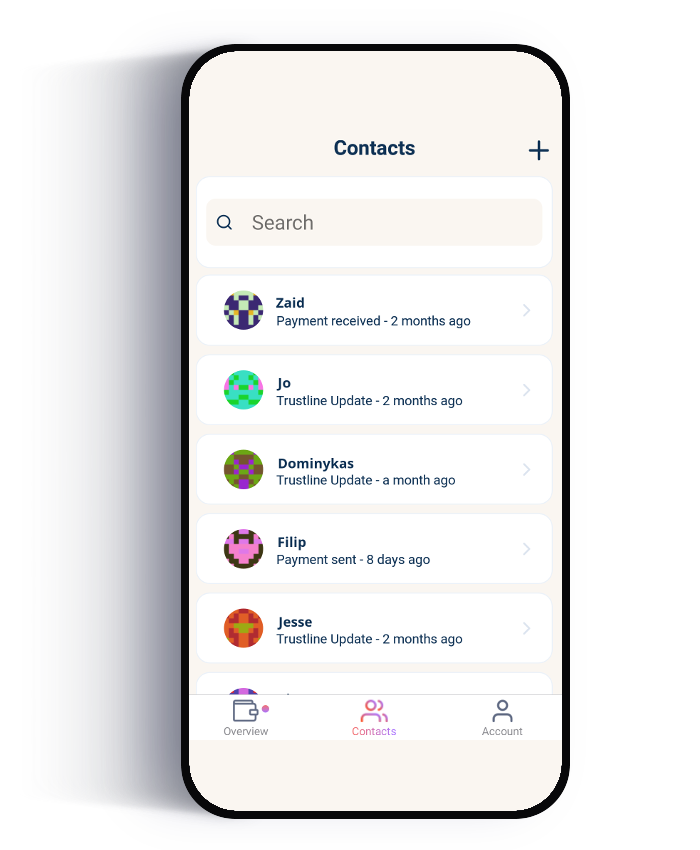 Contacts
Search
Zaid
Payment received - 2 months ago
Jo
Trustline Update - 2 months ago
Dominykas
Trustline Update - a month ago
Filip
Payment sent - 8 days ago
Jesse
Trustline Update - 2 months ago
Overview
Contacts
Account